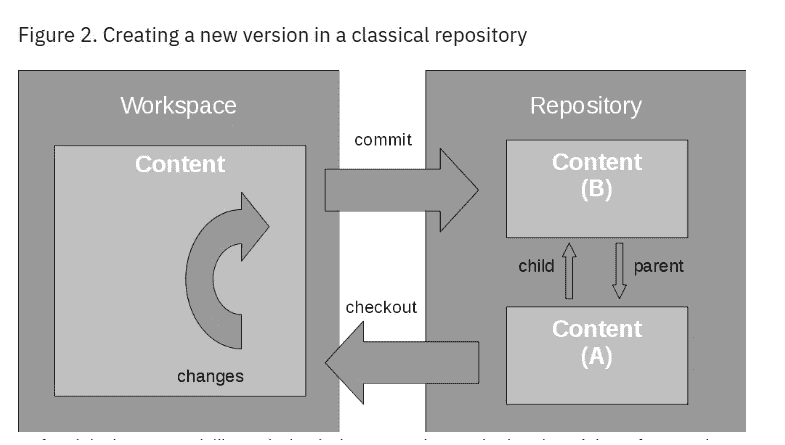 Figure 2. Creating a new version in a classical repository
Workspace
Repository
commit
Content
Content
(B)
child
parent
checkout
Content
(A)
changes